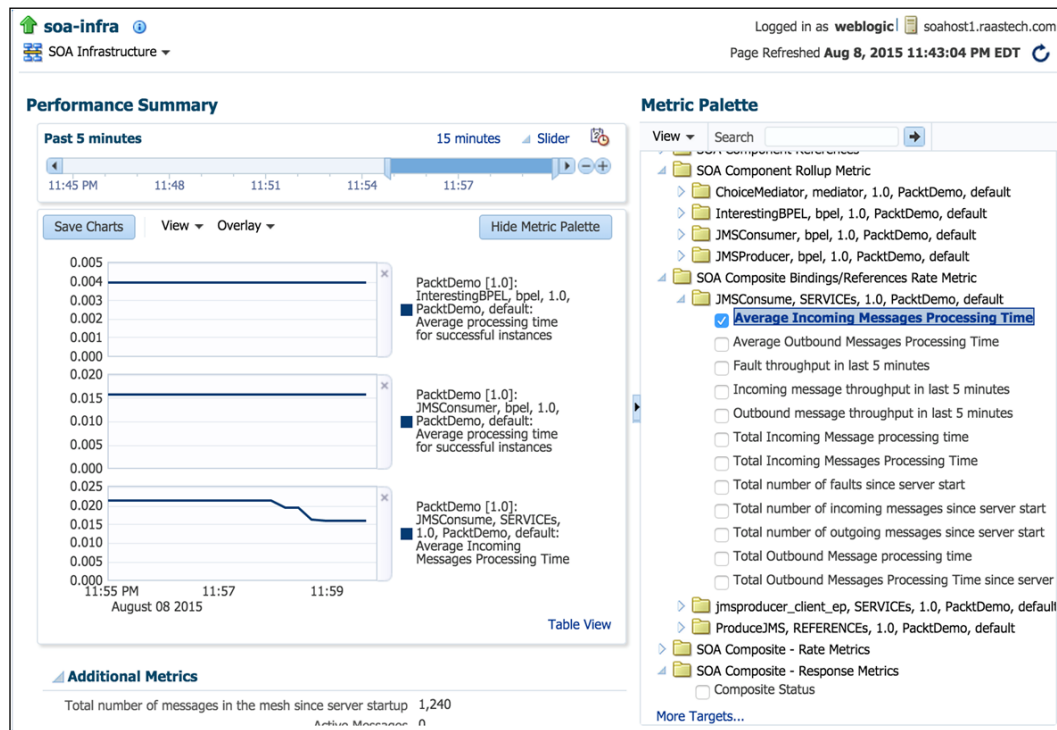 soa-infra
Logged in as weblogic soahost1.raastech.com
SOA Infrastructure
Page Refreshed Aug 8, 2015 11:43:04 PM EDT
Performance Summary
Past 5 minutes
15 minutes
Slider
11:45 PM
11:48
11:51
11:54
11:57
Save Charts
View
Overlay
Hide Metric Palette
0.005
0.004
0.003
0.002
0.001
0.000
PacktDemo [1.0]:
InterestingBPEL, bpel, 1.0,
PacktDemo, default:
Average processing time
for successful instances
0.020
0.015
0.010
0.005
0.000
PacktDemo [1.0]:
JMSConsumer, bpel, 1.0,
PacktDemo, default:
Average processing time
for successful instances
0.025
0.020
0.015
0.010
0.005
0.000
PacktDemo [1.0]:
JMSConsume, SERVICEs,
1.0, PacktDemo, default:
Average Incoming
Messages Processing Time
11:55 PM
11:57
11:59
August 08 2015
Table View
Additional Metrics
Total number of messages in the mesh since server startup 1,240
Active Messages 0
Metric Palette
View
Search
SOA Component References
SOA Component Rollup Metric
ChoiceMediator, mediator, 1.0, PacktDemo, default
InterestingBPEL, bpel, 1.0, PacktDemo, default
JMSConsumer, bpel, 1.0, PacktDemo, default
JMSProducer, bpel, 1.0, PacktDemo, default
SOA Composite Bindings/References Rate Metric
JMSConsume, SERVICEs, 1.0, PacktDemo, default
Average Incoming Messages Processing Time
Average Outbound Messages Processing Time
Fault throughput in last 5 minutes
Incoming message throughput in last 5 minutes
Outbound message throughput in last 5 minutes
Total Incoming Message processing time
Total Incoming Messages Processing Time
Total number of faults since server start
Total number of incoming messages since server start
Total number of outgoing messages since server start
Total Outbound Message processing time
Total Outbound Messages Processing Time since server
jmsproducer_client_ep, SERVICEs, 1.0, PacktDemo, default
ProduceJMS, REFERENCEs, 1.0, PacktDemo, default
SOA Composite - Rate Metrics
SOA Composite - Response Metrics
Composite Status
More Targets...